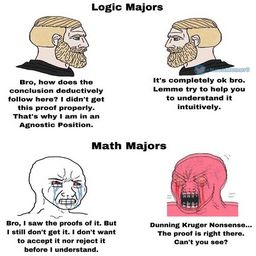 Logic Majors
Bro, how does the
conclusion deductively
follow here? I didn't get
this proof properly.
That's why I am in an
Agnostic Position.
It's completely ok bro.
Lemme try to help you
to understand it
intuitively.
Math Majors
Bro, I saw the proofs of it. But
I still don't get it. I don't want
to accept it nor reject it
before I understand.
Dunning Kruger Nonsense...
The proof is right there.
Can't you see?